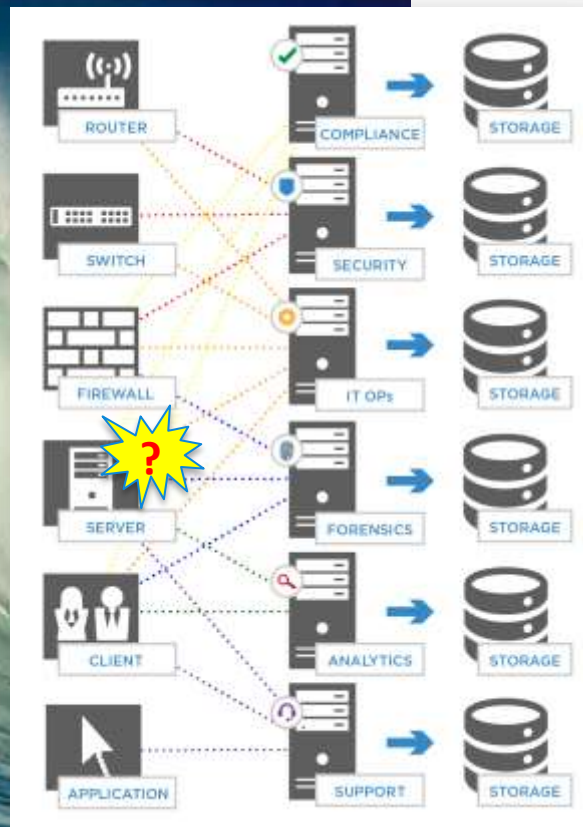 ROUTER
COMPLIANCE
STORAGE
SWITCH
SECURITY
STORAGE
FIREWALL
IT OPs
STORAGE
?
SERVER
FORENSICS
STORAGE
CLIENT
ANALYTICS
STORAGE
APPLICATION
SUPPORT
STORAGE